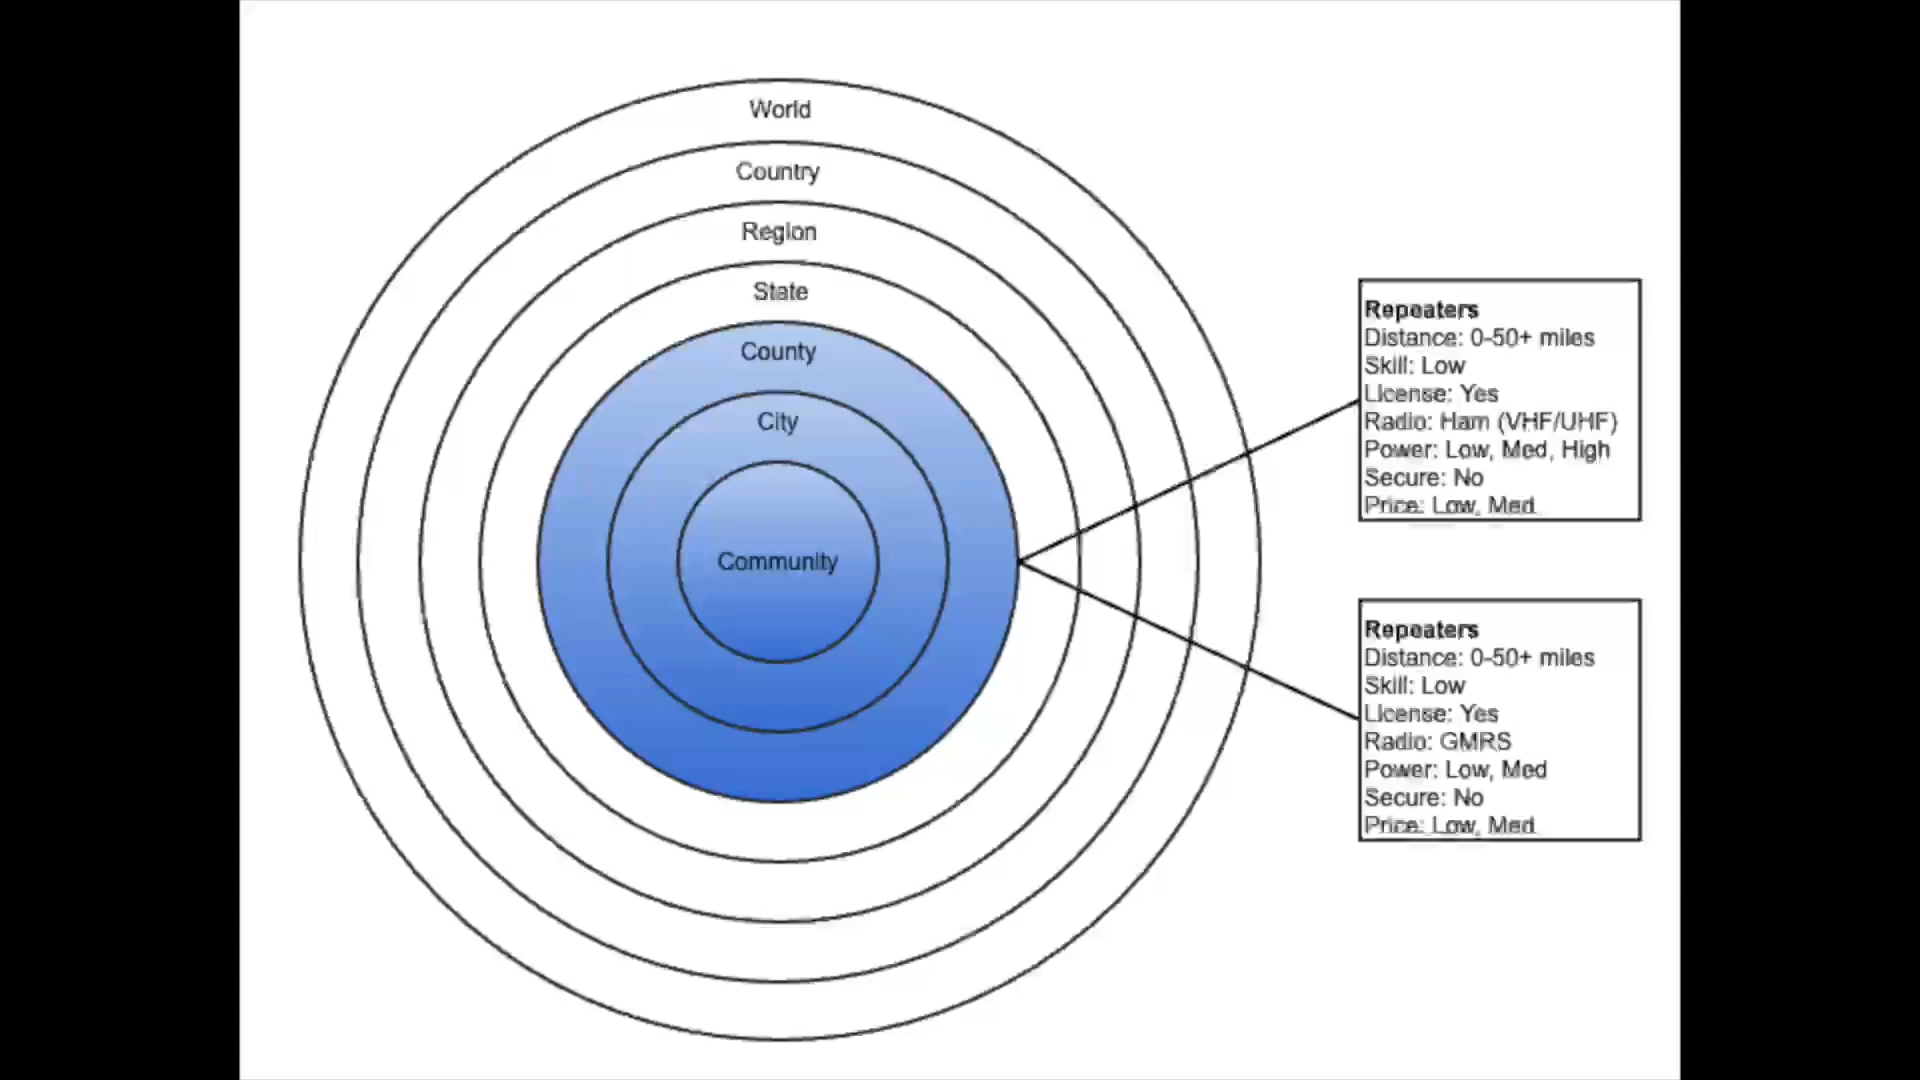 World
Country
Region
State
County
City
Community
Repeaters
Distance: 0-50+ miles
Skill: Low
License: Yes
Radio: Ham (VHF/UHF)
Power: Low, Med, High
Secure: No
Price: Low, Med
Repeaters
Distance: 0-50+ miles
Skill: Low
License: Yes
Radio: GMRS
Power: Low, Med
Secure: No
Price: Low, Med